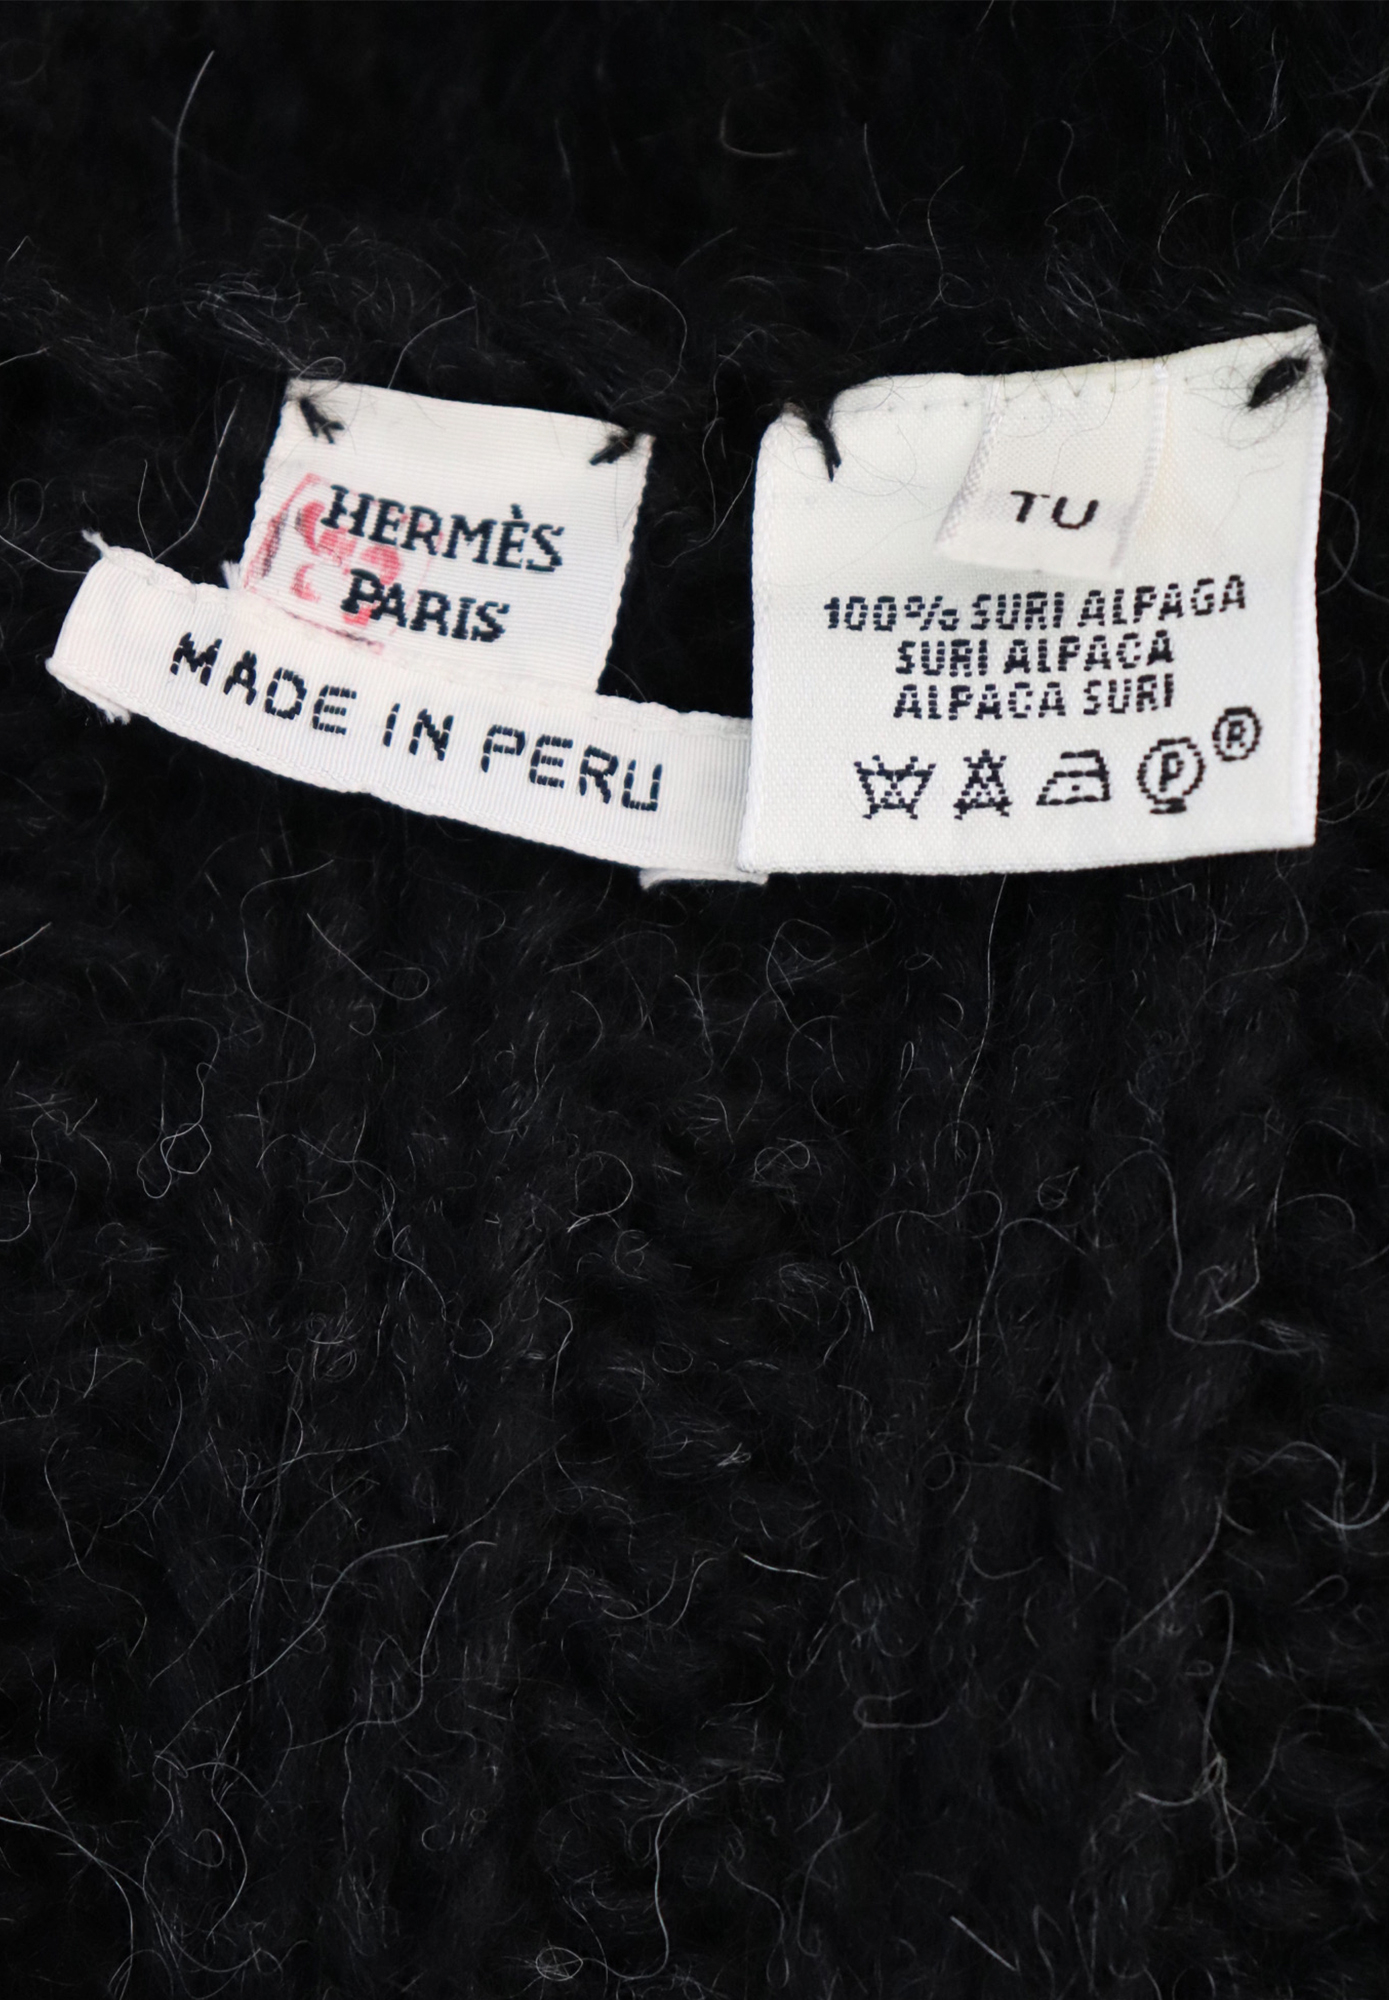 HERMÈS
PARIS
MADE IN PERU
TU
100% SURI ALPAGA
SURI ALPACA
ALPACA SURI
P ®